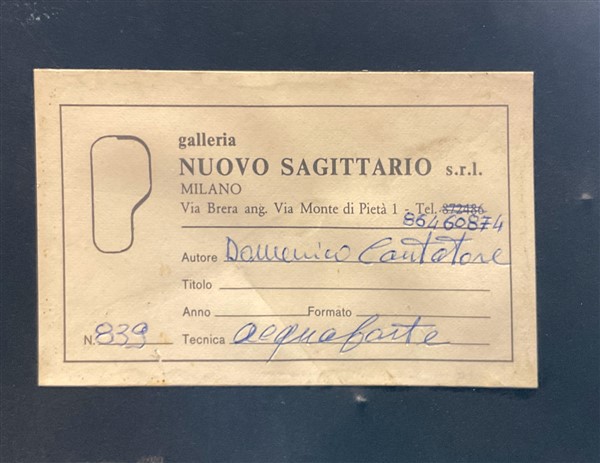 galleria
NUOVO SAGITTARIO s.r.l.
MILANO
Via Brera ang. Via Monte di Pietà 1 - Tel. 872486
86460874
Autore Domenico Cantatore
Titolo
Anno Formato
N. 839 Tecnica acquaforte